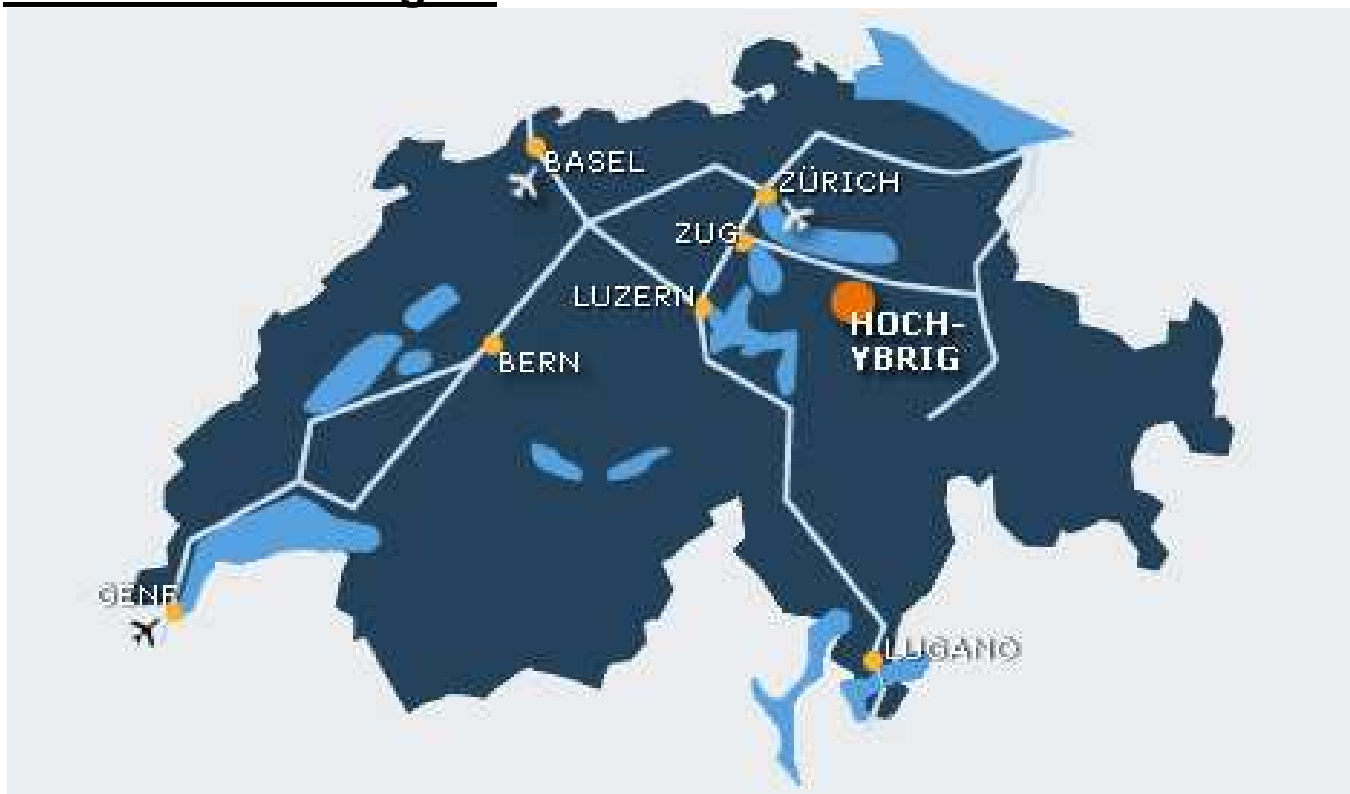 BASEL
ZÜRICH
ZUG
LUZERN
HOCH-
YBRIG
BERN
GENF
LUGANO